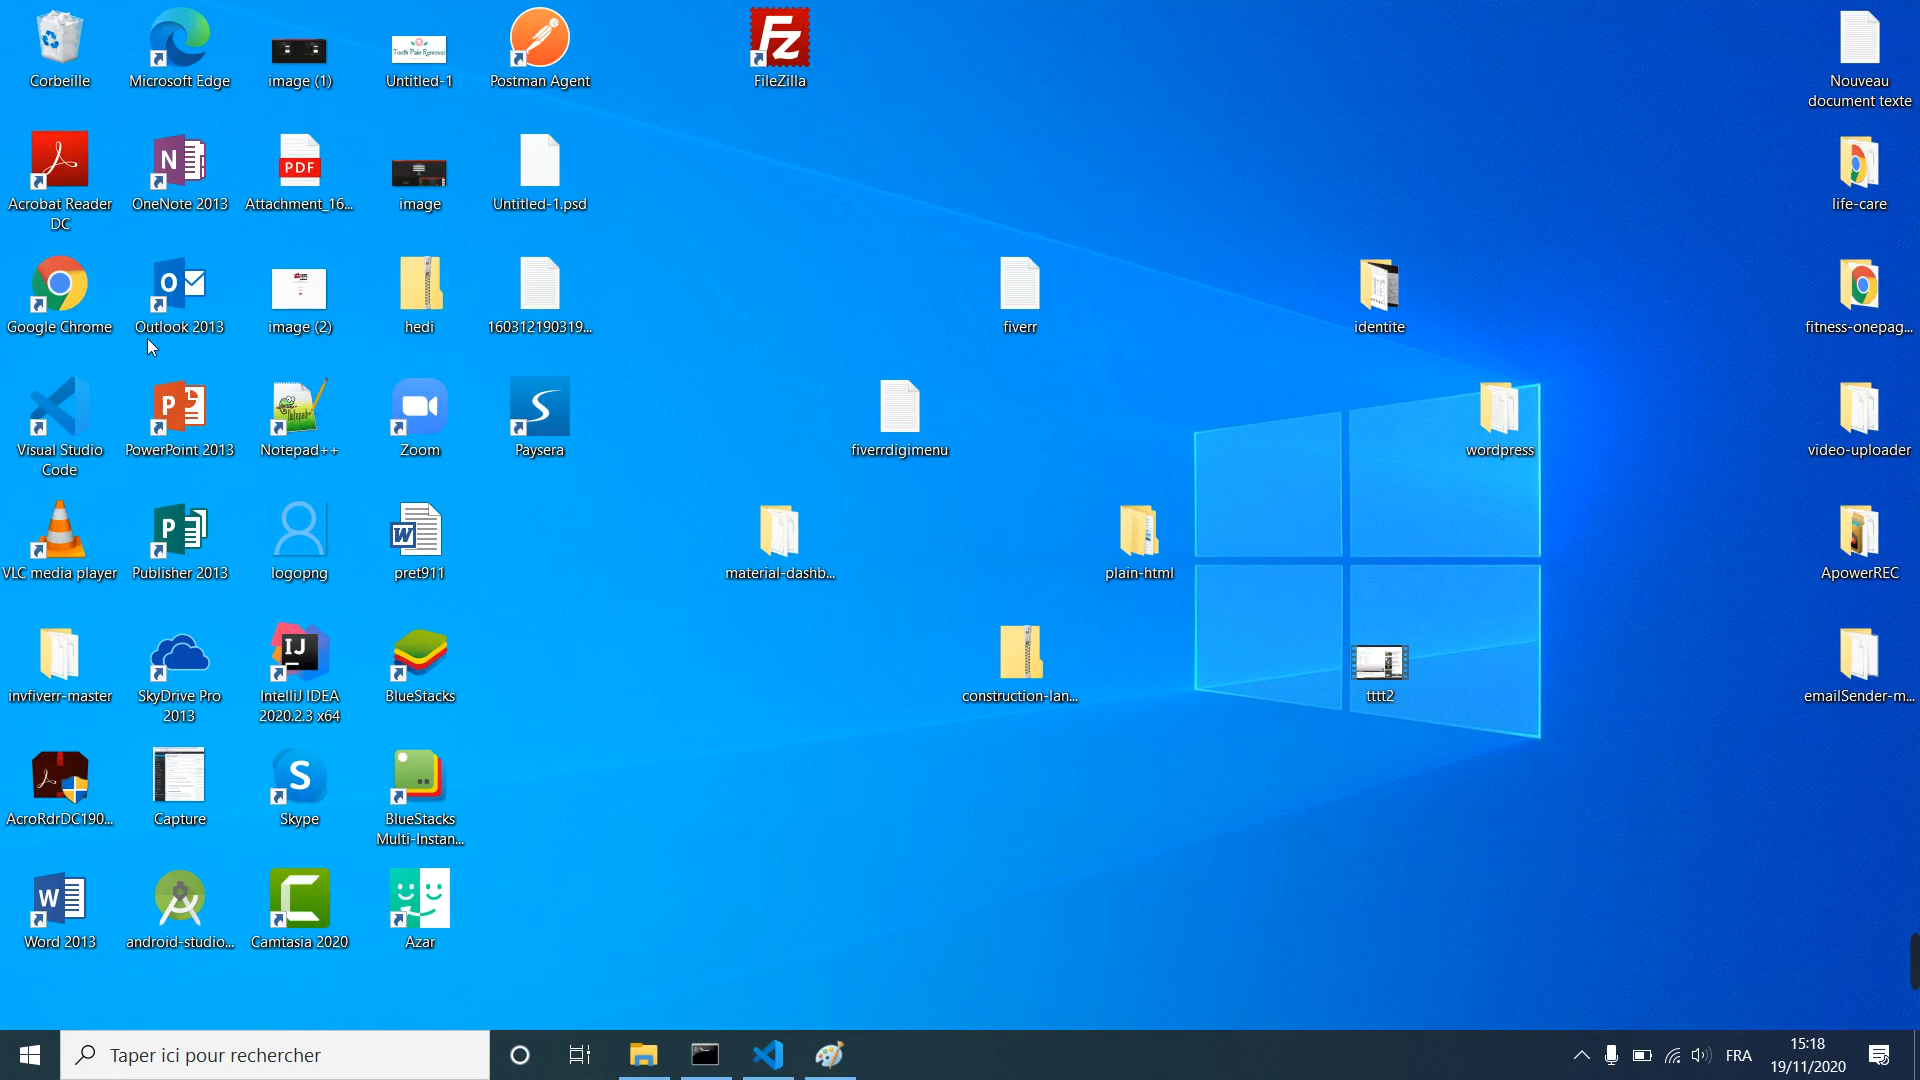 Corbeille
Microsoft Edge
image (1)
Untitled-1
Postman Agent
FileZilla
Nouveau
document texte
Acrobat Reader
DC
OneNote 2013
Attachment_16...
image
Untitled-1.psd
life-care
Google Chrome
Outlook 2013
image (2)
hedi
160312190319...
fiverr
identite
fitness-onepag...
Visual Studio
Code
PowerPoint 2013
Notepad++
Zoom
Paysera
fiverrdigimenu
wordpress
video-uploader
VLC media player
Publisher 2013
logopng
pret911
material-dashb...
plain-html
ApowerREC
invfiverr-master
SkyDrive Pro
2013
IntelliJ IDEA
2020.2.3 x64
BlueStacks
construction-lan...
tttt2
emailSender-m...
AcroRdrDC190...
Capture
Skype
BlueStacks
Multi-Instan...
Word 2013
android-studio...
Camtasia 2020
Azar
Taper ici pour rechercher
FRA
15:18
19/11/2020
Tooth Pain Remover
PDF